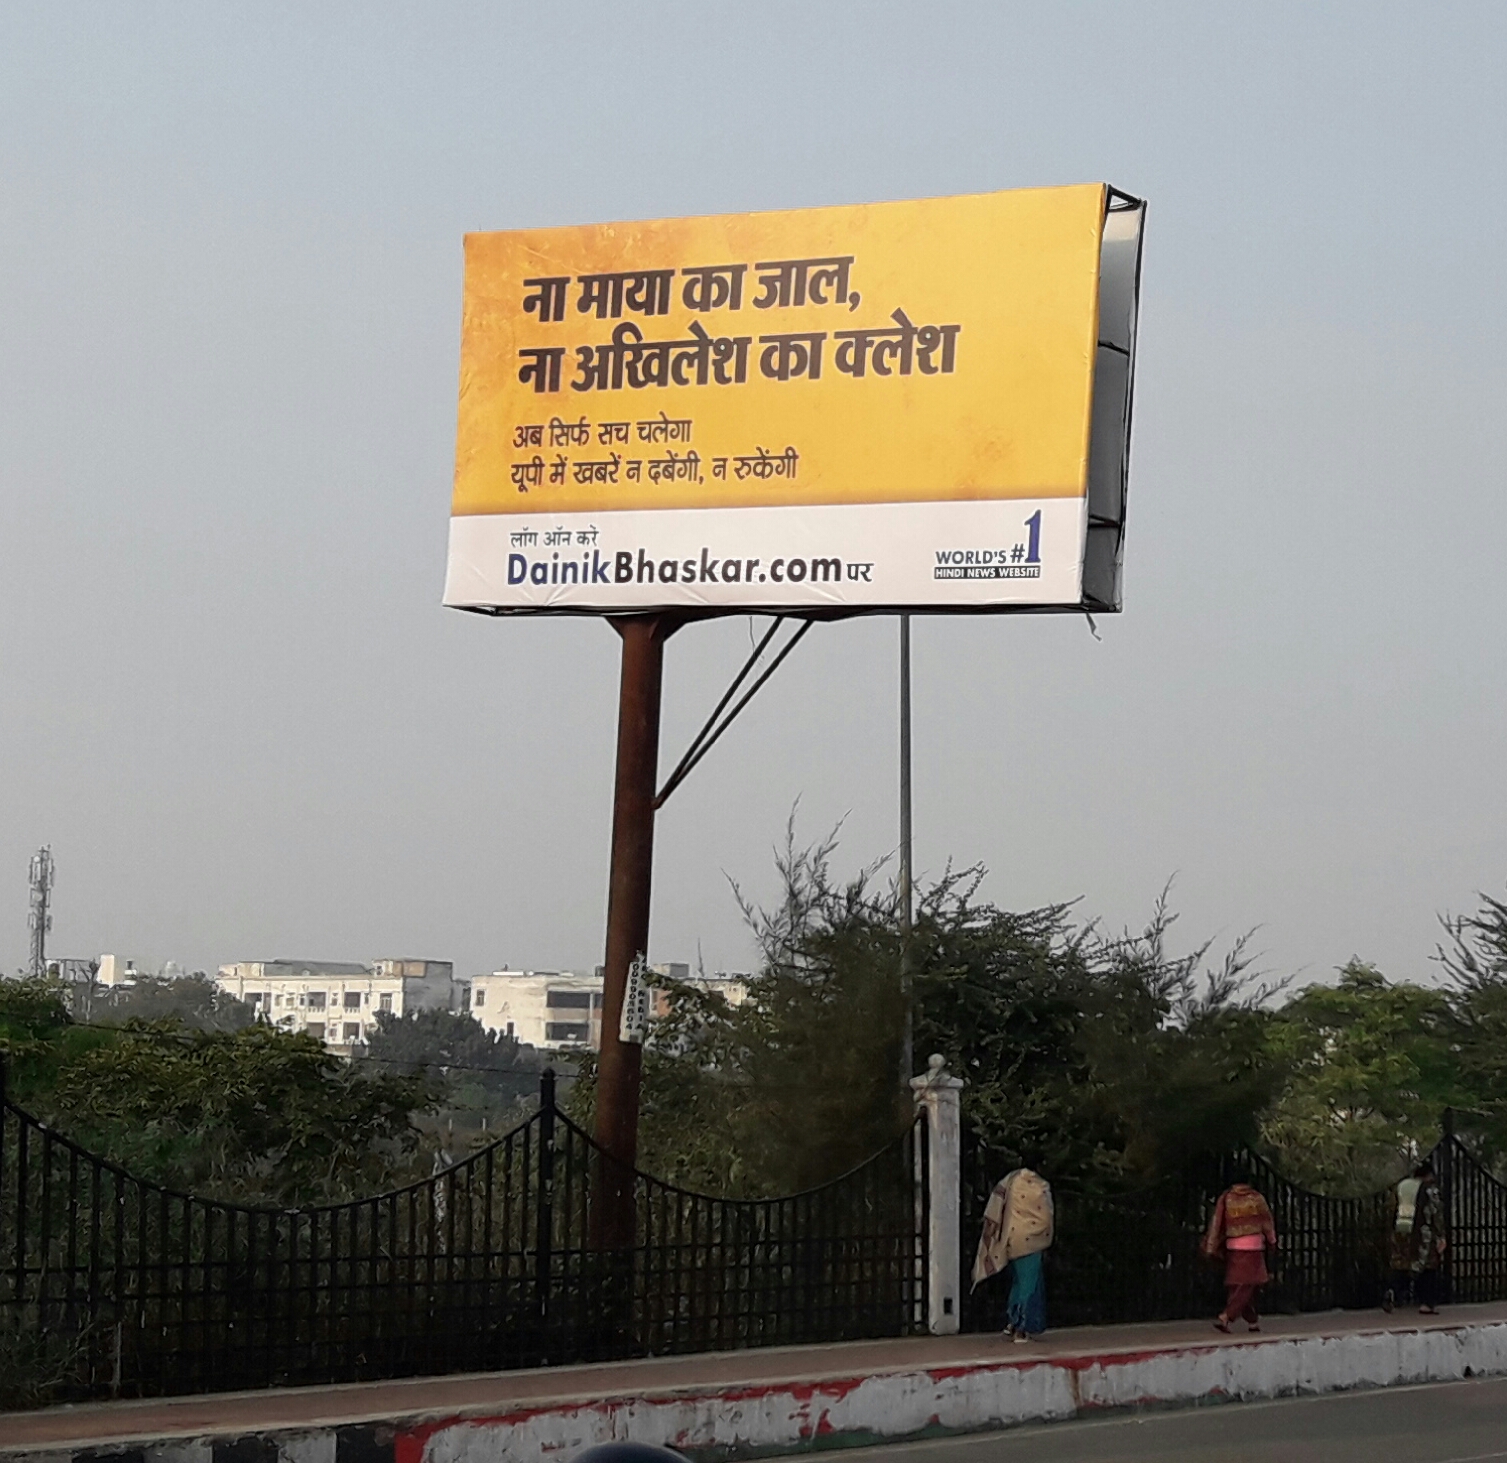 ना माया का जाल,
ना अखिलेश का क्लेश
अब सिर्फ सच चलेगा
यूपी में खबरें न दबेंगी, न रुकेंगी
लॉग ऑन करें
DainikBhaskar.com पर
WORLD'S #1
HINDI NEWS WEBSITE